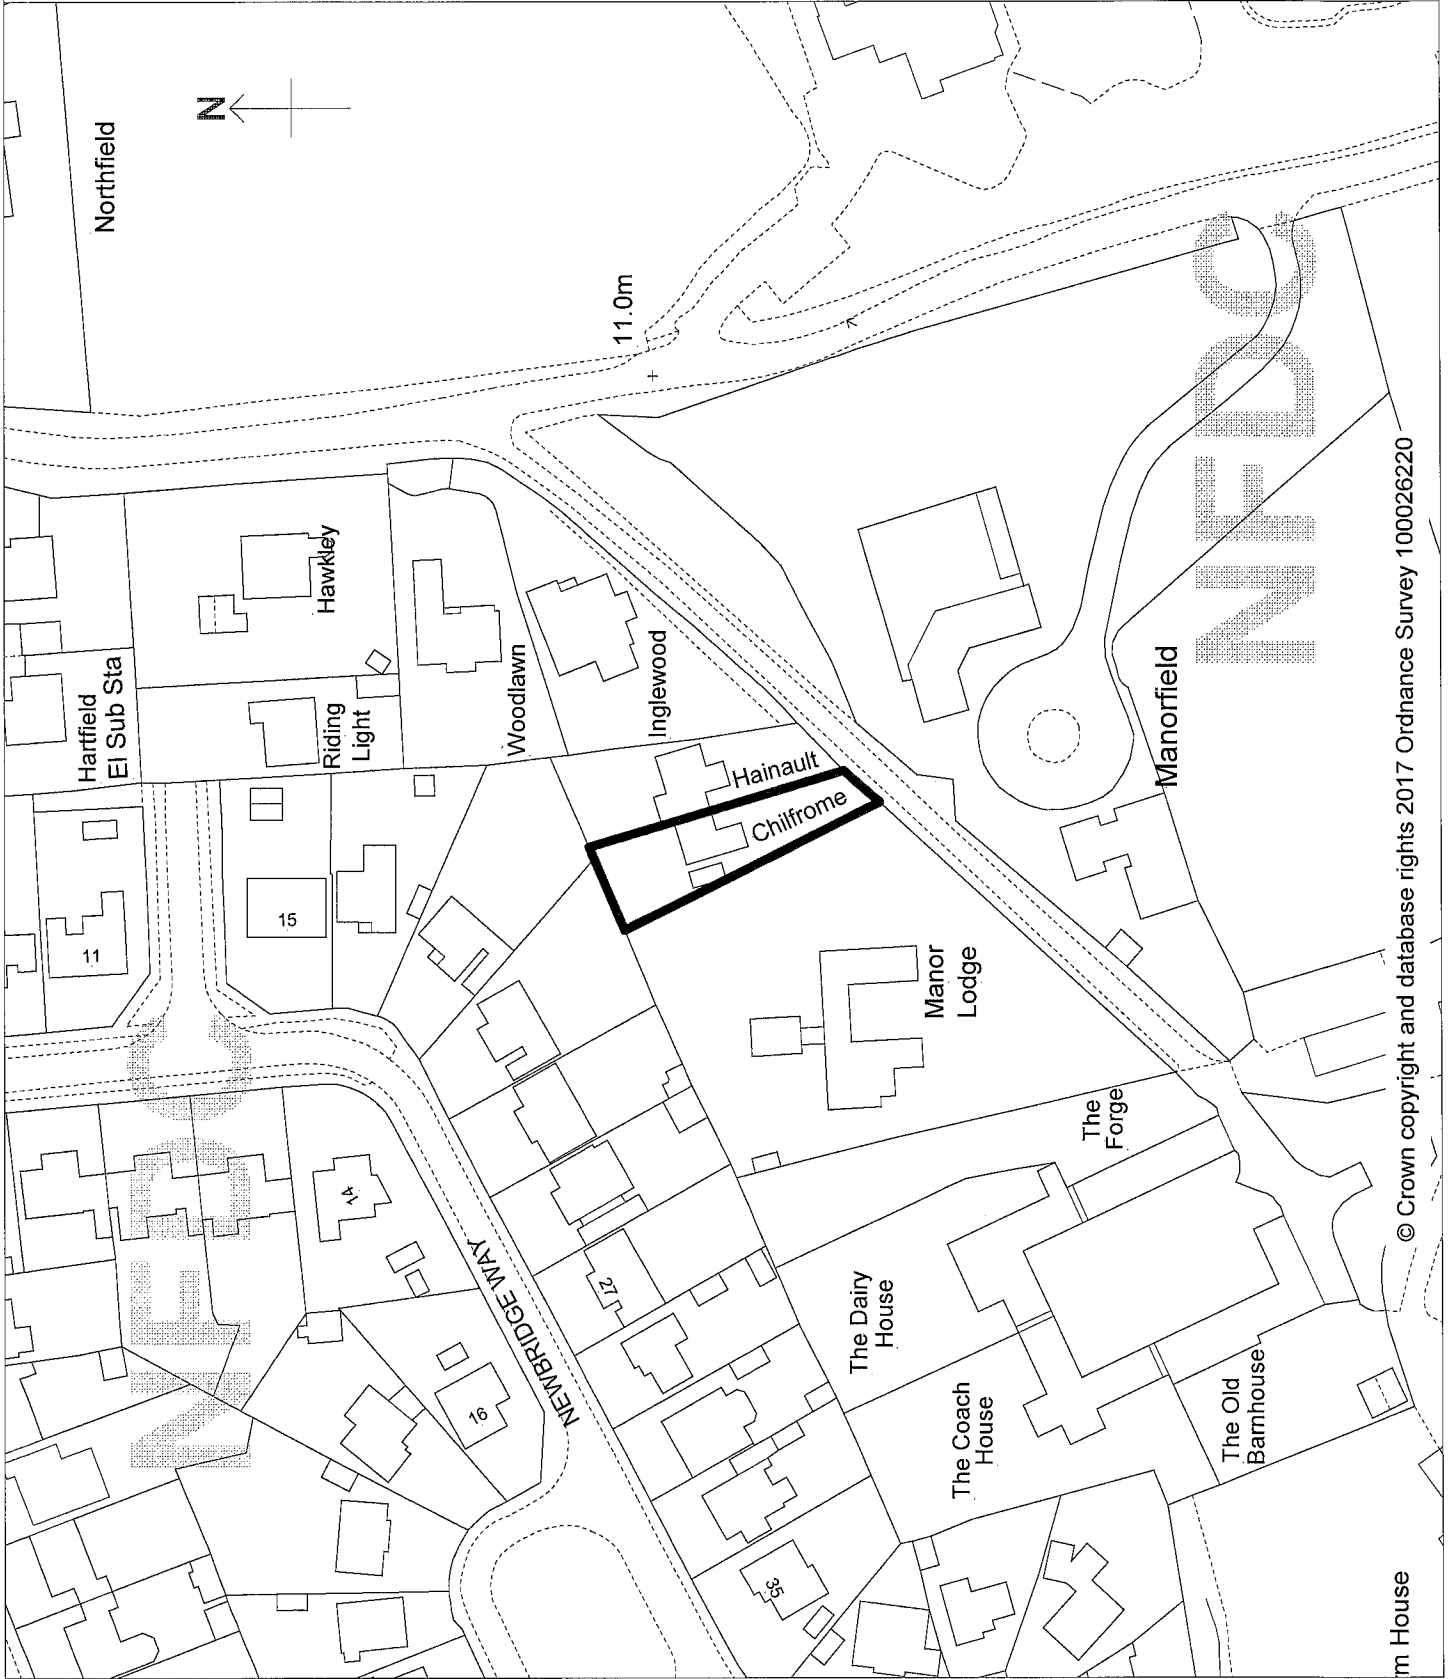 Northfield
N
11.0m
Hartfield
El Sub Sta
Hawkley
Riding
Light
Woodlawn
Inglewood
Hainault
Chilfrome
Manorfield
11
15
14
16
27
35
NEWBRIDGE WAY
Manor
Lodge
The
Forge
The Dairy
House
The Coach
House
The Old
Barnhouse
m House
NFDC
NFDC
© Crown copyright and database rights 2017 Ordnance Survey 100026220